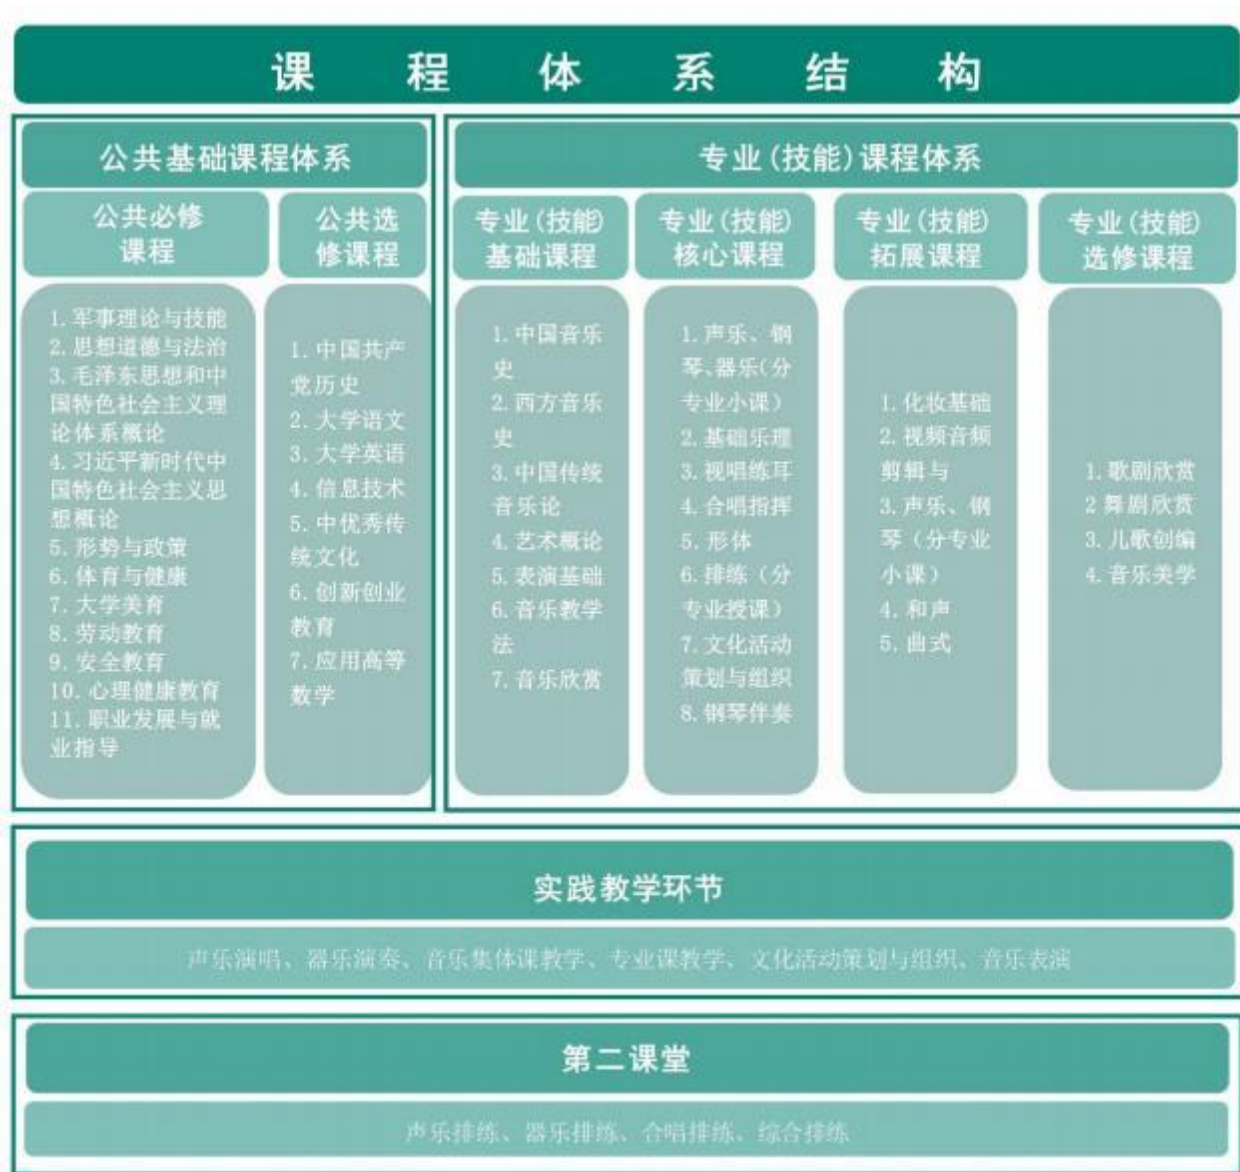 课程体系结构
公共基础课程体系
公共必修
课程
1. 军事理论与技能
2. 思想道德与法治
3. 毛泽东思想和中
国特色社会主义理
论体系概论
4. 习近平新时代中
国特色社会主义思
想概论
5. 形势与政策
6. 体育与健康
7. 大学美育
8. 劳动教育
9. 安全教育
10. 心理健康教育
11. 职业发展与就
业指导
公共选
修课程
1. 中国共产
党历史
2. 大学语文
3. 大学英语
4. 信息技术
5. 中优秀传
统文化
6. 创新创业
教育
7. 应用高等
数学
专业(技能)课程体系
专业(技能)
基础课程
1. 中国音乐
史
2. 西方音乐
史
3. 中国传统
音乐论
4. 艺术概论
5. 表演基础
6. 音乐教学
法
7. 音乐欣赏
专业(技能)
核心课程
1. 声乐、钢
琴、器乐(分
专业小课)
2. 基础乐理
3. 视唱练耳
4. 合唱指挥
5. 形体
6. 排练(分
专业授课)
7. 文化活动
策划与组织
8. 钢琴伴奏
专业(技能)
拓展课程
1. 化妆基础
2. 视频音频
剪辑与
3. 声乐、钢
琴(分专业
小课)
4. 和声
5. 曲式
专业(技能)
选修课程
1. 歌剧欣赏
2 舞剧欣赏
3. 儿歌创编
4. 音乐美学
实践教学环节
声乐演唱、器乐演奏、音乐集体课教学、专业课教学、文化活动策划与组织、音乐表演
第二课堂
声乐排练、器乐排练、合唱排练、综合排练